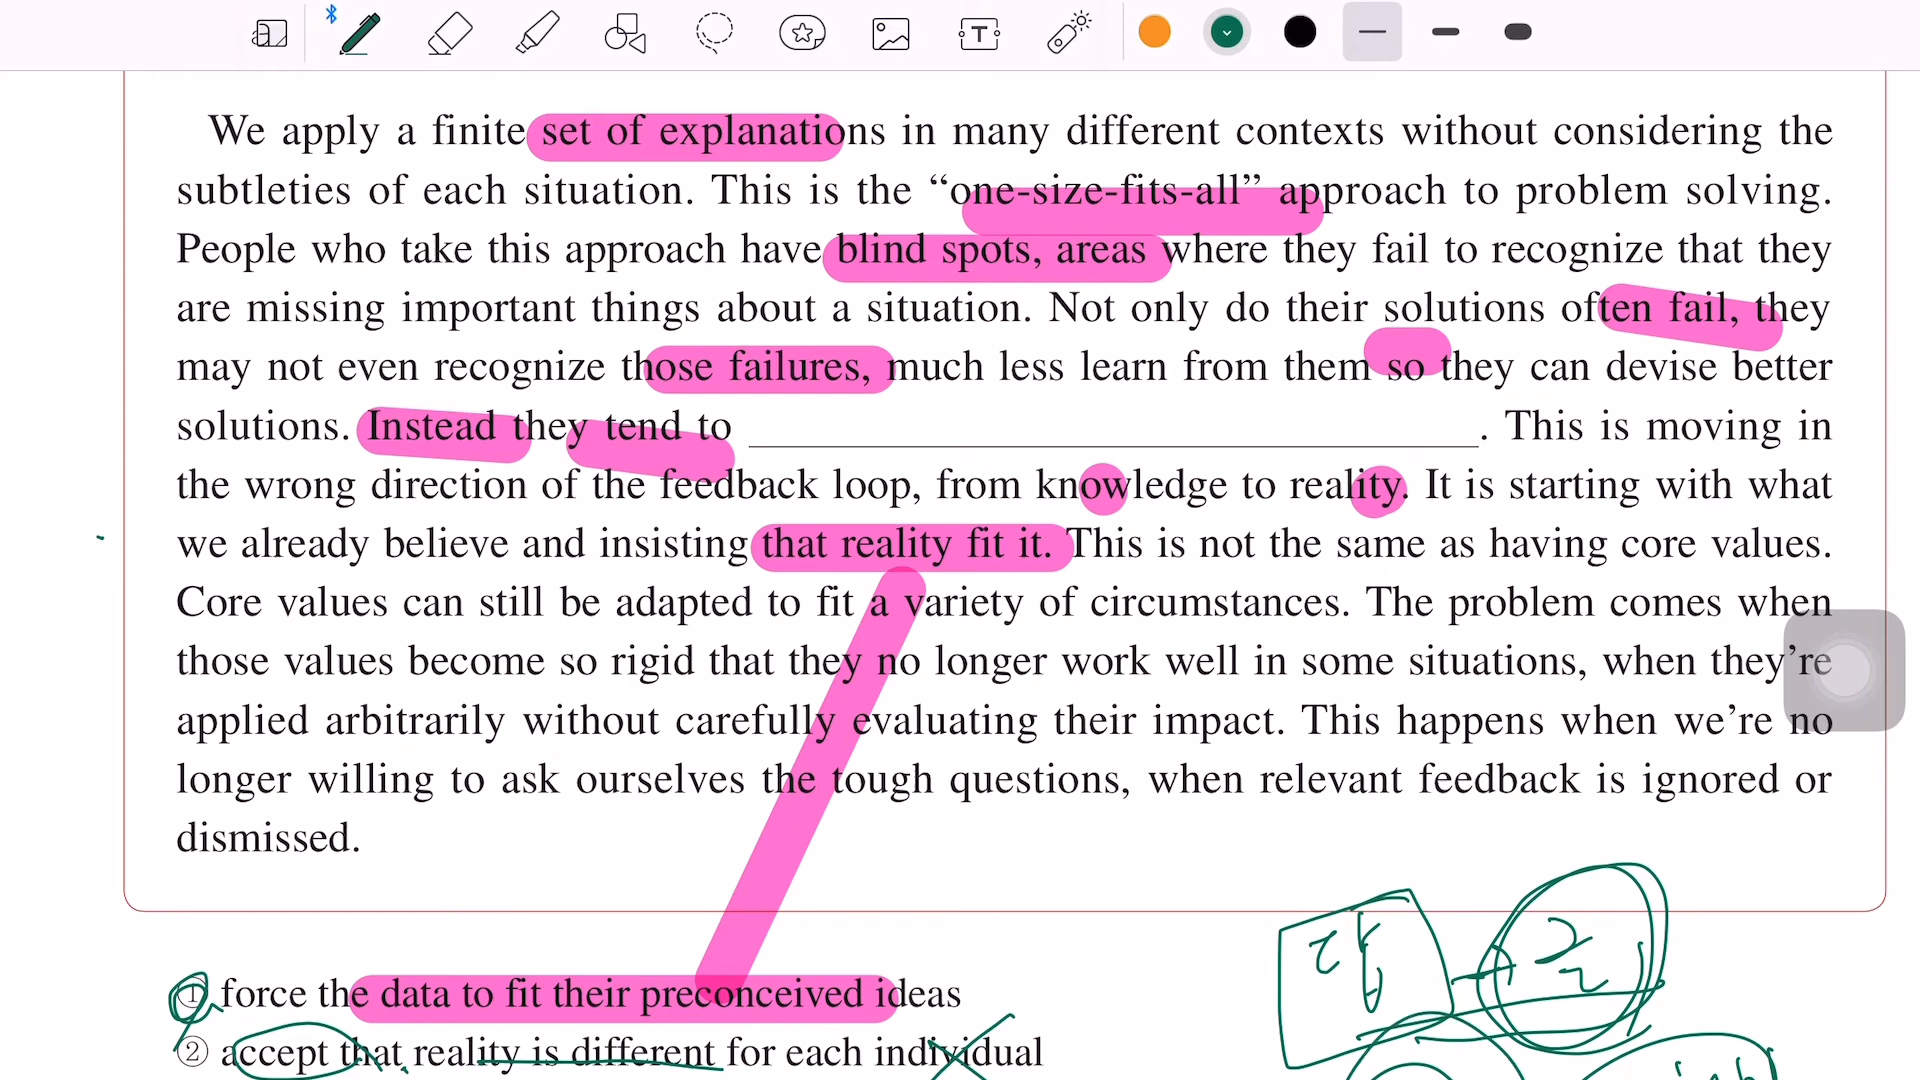 We apply a finite set of explanations in many different contexts without considering the
subtleties of each situation. This is the “one-size-fits-all” approach to problem solving.
People who take this approach have blind spots, areas where they fail to recognize that they
are missing important things about a situation. Not only do their solutions often fail, they
may not even recognize those failures, much less learn from them so they can devise better
solutions. Instead they tend to ______________________________. This is moving in
the wrong direction of the feedback loop, from knowledge to reality. It is starting with what
we already believe and insisting that reality fit it. This is not the same as having core values.
Core values can still be adapted to fit a variety of circumstances. The problem comes when
those values become so rigid that they no longer work well in some situations, when they’re
applied arbitrarily without carefully evaluating their impact. This happens when we’re no
longer willing to ask ourselves the tough questions, when relevant feedback is ignored or
dismissed.
① force the data to fit their preconceived ideas
② accept that reality is different for each individual